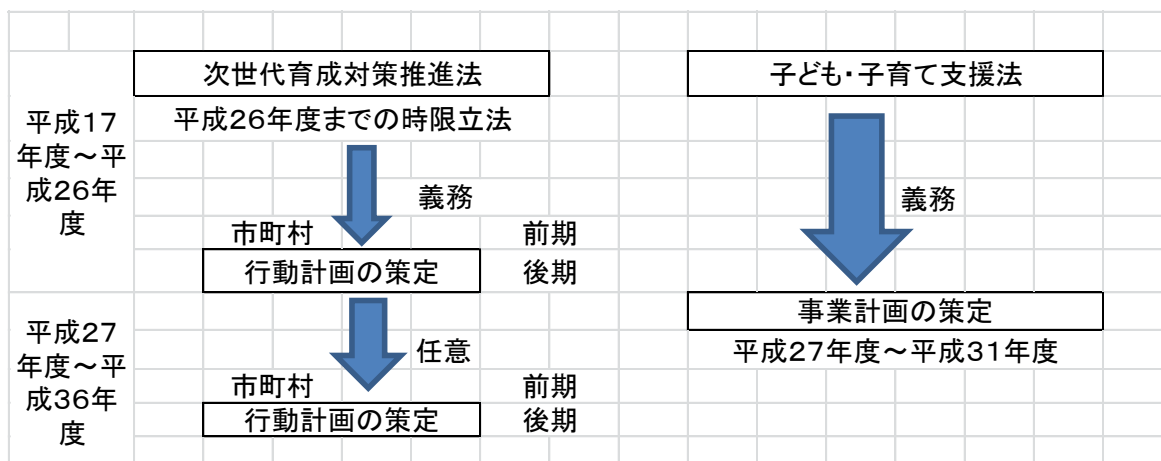 次世代育成対策推進法
子ども・子育て支援法
平成17
年度～平
成26年
度
平成26年度までの時限立法
義務
義務
市町村
前期
行動計画の策定
後期
平成27
年度～平
成36年
度
任意
事業計画の策定
平成27年度～平成31年度
市町村
前期
行動計画の策定
後期